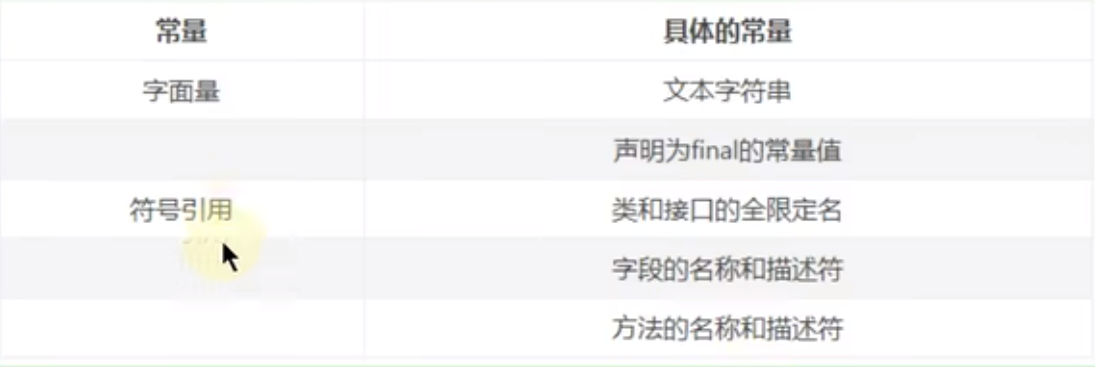 常量 具体的常量
字面量 文本字符串
声明为final的常量值
符号引用 类和接口的全限定名
字段的名称和描述符
方法的名称和描述符